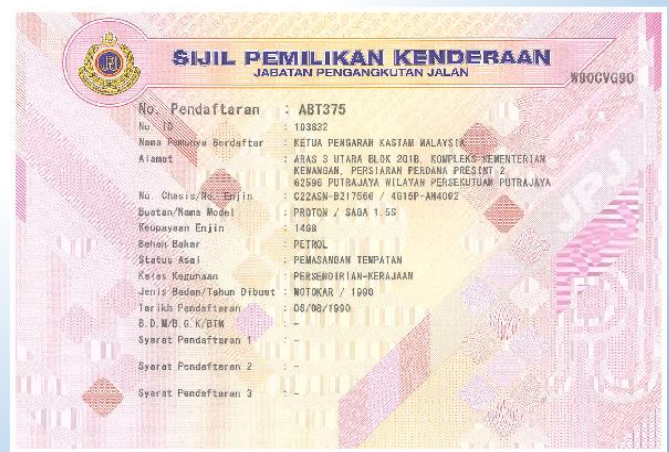 SIJIL PEMILIKAN KENDERAAN
JABATAN PENGANGKUTAN JALAN
W90CVG90
No. Pendaftaran : ABT375
No ID : 103832
Nama Pemunya Berdaftar : KETUA PENGARAH KASTAM MALAYSIA
Alamat : ARAS 3 UTARA BLOK 201B, KOMPLEKS KEMENTERIAN
KEWANGAN, PERSIARAN PERDANA PRESINT 2
62596 PUTRAJAYA WILAYAH PERSEKUTUAN PUTRAJAYA
No. Chasis/No. Enjin : C22ASN-B217566 / 4G15P-AN4092
Buatan/Nama Model : PROTON / SAGA 1.5S
Keupayaan Enjin : 1468
Bahan Bakar : PETROL
Status Asal : PEMASANGAN TEMPATAN
Kelas Kegunaan : PERSENDIRIAN-KERAJAAN
Jenis Badan/Tahun Dibuat : MOTOKAR / 1990
Tarikh Pendaftaran : 08/08/1990
B.D.M/B.G.K/BTM : -
Syarat Pendaftaran 1 : -
Syarat Pendaftaran 2 : -
Syarat Pendaftaran 3 : -
JPJ